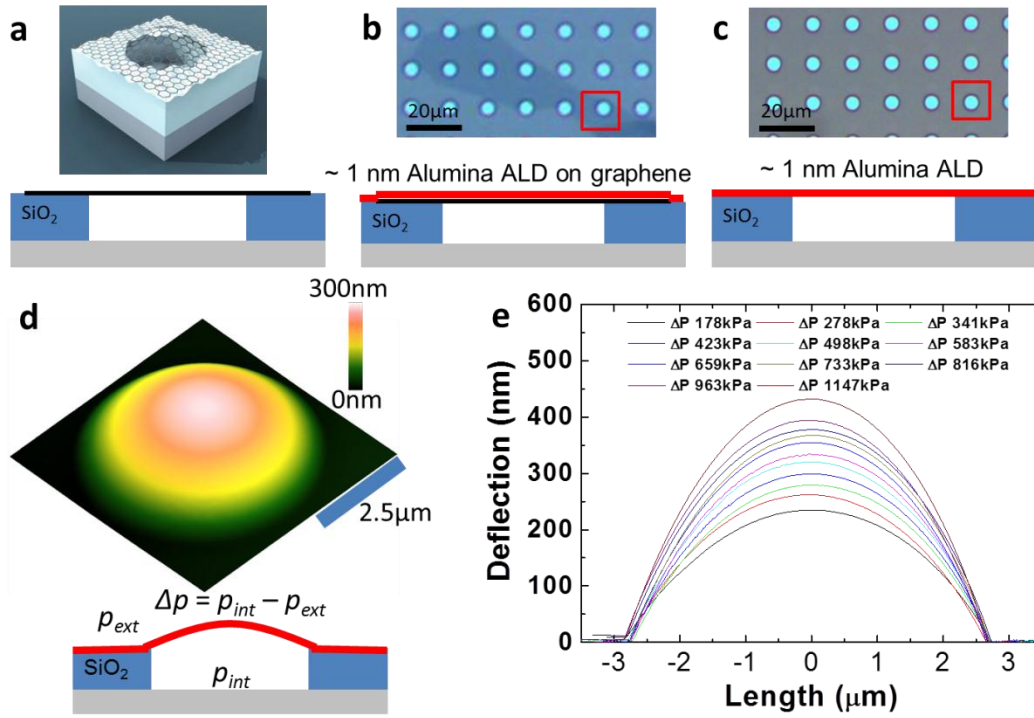 a
b
20μm
c
20μm
SiO2
~ 1 nm Alumina ALD on graphene
SiO2
~ 1 nm Alumina ALD
SiO2
d
300nm
0nm
2.5μm
Δp = pint – pext
pext
SiO2
pint
e
600
500
400
300
200
100
0
Deflection (nm)
ΔP 178kPa ΔP 278kPa ΔP 341kPa
ΔP 423kPa ΔP 498kPa ΔP 583kPa
ΔP 659kPa ΔP 733kPa ΔP 816kPa
ΔP 963kPa ΔP 1147kPa
-3 -2 -1 0 1 2 3
Length (μm)